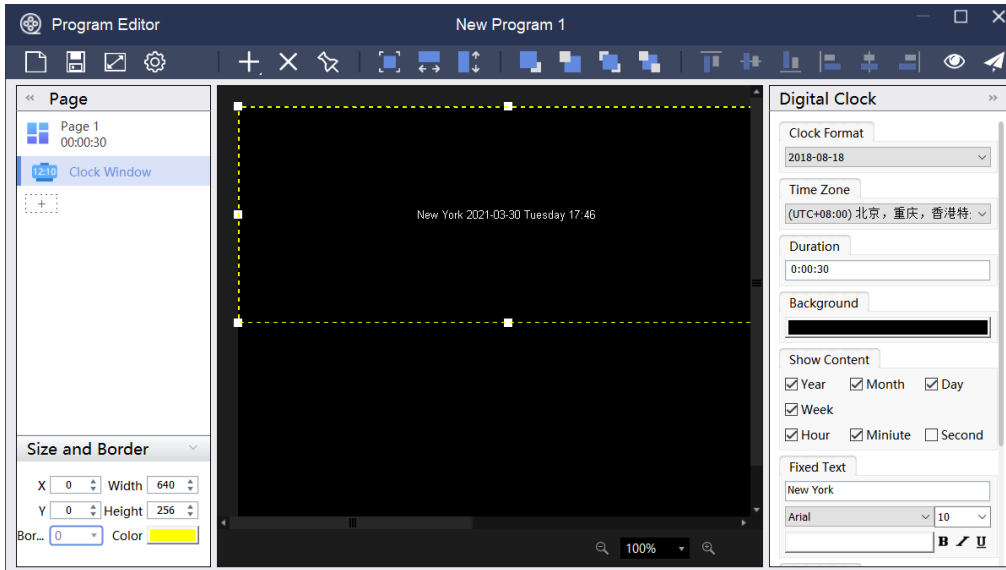 Program Editor
New Program 1
Page
Page 1
00:00:30
12:10 Clock Window
New York 2021-03-30 Tuesday 17:46
Size and Border
X 0 Width 640
Y 0 Height 256
Bor... 0 Color
100%
Digital Clock
Clock Format
2018-08-18
Time Zone
(UTC+08:00) 北京，重庆，香港特
Duration
0:00:30
Background
Show Content
Year Month Day
Week
Hour Miniute Second
Fixed Text
New York
Arial 10
B I U